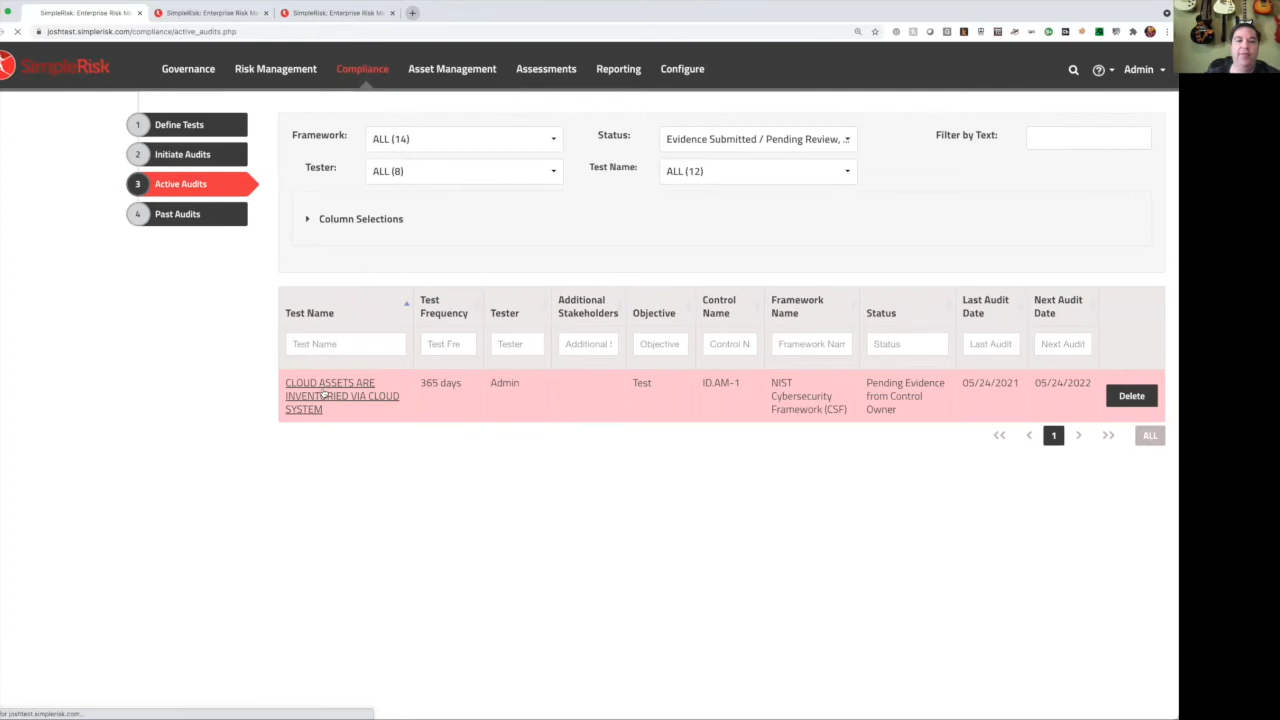 SimpleRisk: Enterprise Risk Ma
SimpleRisk: Enterprise Risk Ma
SimpleRisk: Enterprise Risk Ma
joshtest.simplerisk.com/compliance/active_audits.php
SimpleRisk
Governance
Risk Management
Compliance
Asset Management
Assessments
Reporting
Configure
Admin
1 Define Tests
2 Initiate Audits
3 Active Audits
4 Past Audits
Framework: ALL (14)
Status: Evidence Submitted / Pending Review, ...
Filter by Text:
Tester: ALL (8)
Test Name: ALL (12)
Column Selections
Test Name
Test
Frequency
Tester
Additional
Stakeholders
Objective
Control
Name
Framework
Name
Status
Last Audit
Date
Next Audit
Date
Test Name
Test Fre
Tester
Additional S
Objective
Control N
Framework Nam
Status
Last Audit
Next Audit
CLOUD ASSETS ARE
INVENTORIED VIA CLOUD
SYSTEM
365 days
Admin
Test
ID.AM-1
NIST
Cybersecurity
Framework (CSF)
Pending Evidence
from Control
Owner
05/24/2021
05/24/2022
Delete
<< < 1 > >> ALL
for joshtest.simplerisk.com...